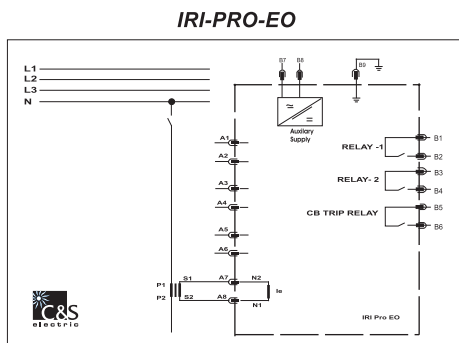 IRI-PRO-EO
L1
L2
L3
N
B7 B8 B9
Auxilary
Supply
A1
A2
A3
A4
A5
A6
A7
A8
P1
P2
S1
S2
N2
N1
Ie
RELAY -1
RELAY- 2
CB TRIP RELAY
B1
B2
B3
B4
B5
B6
C&S
electric
IRI Pro EO